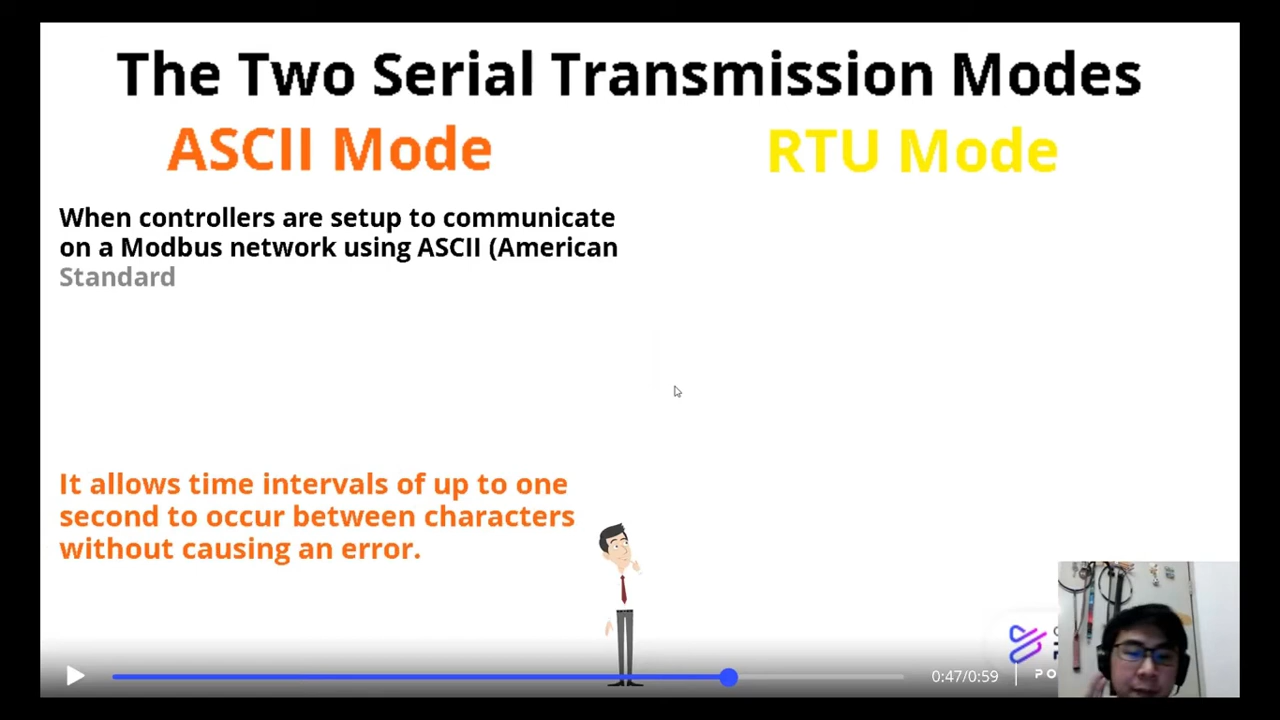 The Two Serial Transmission Modes
ASCII Mode
RTU Mode
When controllers are setup to communicate
on a Modbus network using ASCII (American
Standard
It allows time intervals of up to one
second to occur between characters
without causing an error.
0:47/0:59